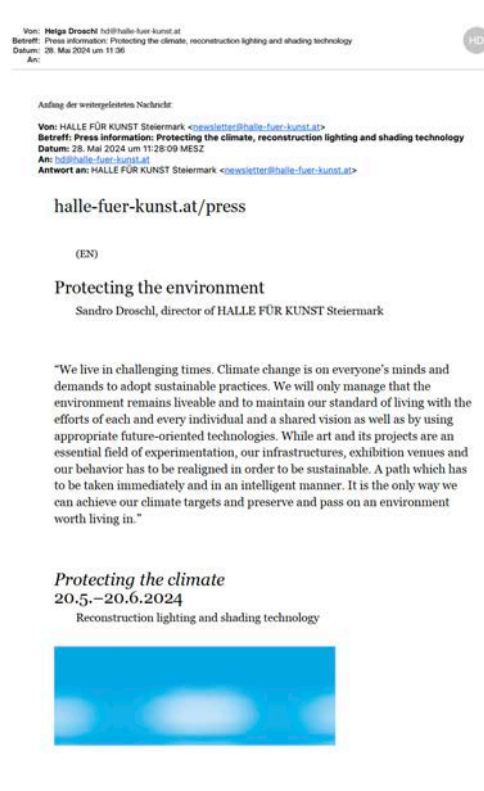 Von: Helga Droschl hd@halle-fuer-kunst.at
Betreff: Press information: Protecting the climate, reconstruction lighting and shading technology
Datum: 28. Mai 2024 um 11:36
An:
HD
Anfang der weitergeleiteten Nachricht:
Von: HALLE FÜR KUNST Steiermark <newsletter@halle-fuer-kunst.at>
Betreff: Press information: Protecting the climate, reconstruction lighting and shading technology
Datum: 28. Mai 2024 um 11:28:09 MESZ
An: hd@halle-fuer-kunst.at
Antwort an: HALLE FÜR KUNST Steiermark <newsletter@halle-fuer-kunst.at>
halle-fuer-kunst.at/press
(EN)
Protecting the environment
Sandro Droschl, director of HALLE FÜR KUNST Steiermark
“We live in challenging times. Climate change is on everyone’s minds and
demands to adopt sustainable practices. We will only manage that the
environment remains liveable and to maintain our standard of living with the
efforts of each and every individual and a shared vision as well as by using
appropriate future-oriented technologies. While art and its projects are an
essential field of experimentation, our infrastructures, exhibition venues and
our behavior has to be realigned in order to be sustainable. A path which has
to be taken immediately and in an intelligent manner. It is the only way we
can achieve our climate targets and preserve and pass on an environment
worth living in.”
Protecting the climate
20.5.–20.6.2024
Reconstruction lighting and shading technology